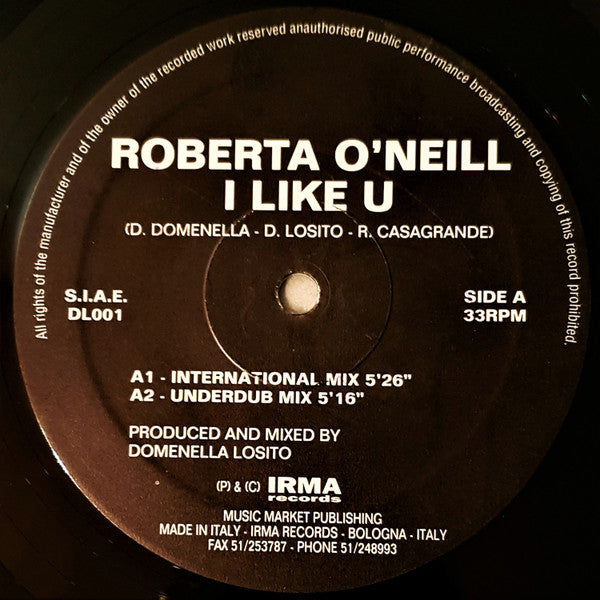 All rights of the manufacturer and of the owner of the recorded work reserved anauthorised public performance broadcasting and copying of this record prohibited.
ROBERTA O'NEILL
I LIKE U
(D. DOMENELLA - D. LOSITO - R. CASAGRANDE)
S.I.A.E.
DL001
SIDE A
33RPM
A1 - INTERNATIONAL MIX 5'26"
A2 - UNDERDUB MIX 5'16"
PRODUCED AND MIXED BY
DOMENELLA LOSITO
(P) & (C) IRMA
records
MUSIC MARKET PUBLISHING
MADE IN ITALY - IRMA RECORDS - BOLOGNA - ITALY
FAX 51/253787 - PHONE 51/248993